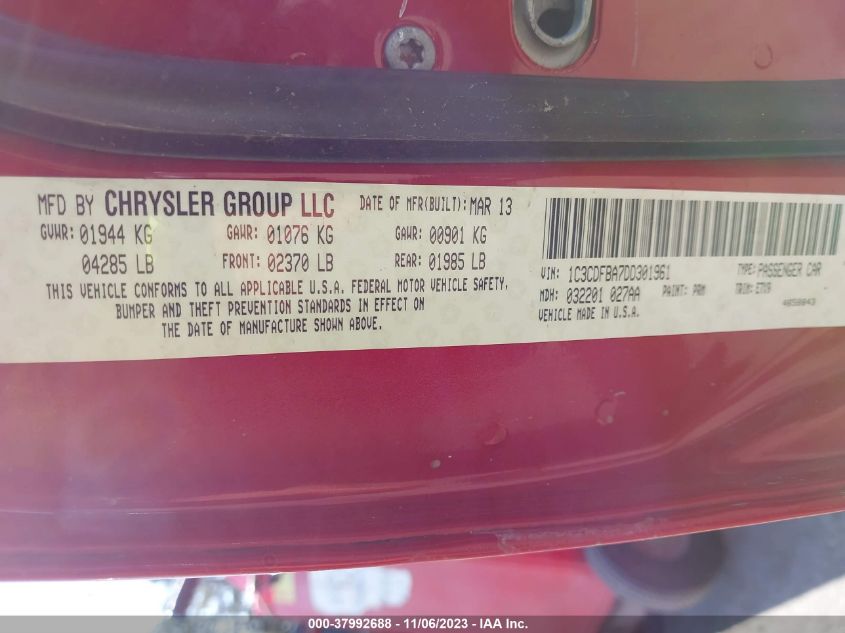 MFD BY CHRYSLER GROUP LLC DATE OF MFR(BUILT): MAR 13
GVWR: 01944 KG GAWR: 01076 KG GAWR: 00901 KG
04285 LB FRONT: 02370 LB REAR: 01985 LB
THIS VEHICLE CONFORMS TO ALL APPLICABLE U.S.A. FEDERAL MOTOR VEHICLE SAFETY,
BUMPER AND THEFT PREVENTION STANDARDS IN EFFECT ON
THE DATE OF MANUFACTURE SHOWN ABOVE.
VIN: 1C3CDFBA7DD301961 TYPE: PASSENGER CAR
MDH: 032201 027AA PAINT: PRM TRIM: ETX9
VEHICLE MADE IN U.S.A.
000-37992688 - 11/06/2023 - IAA Inc.